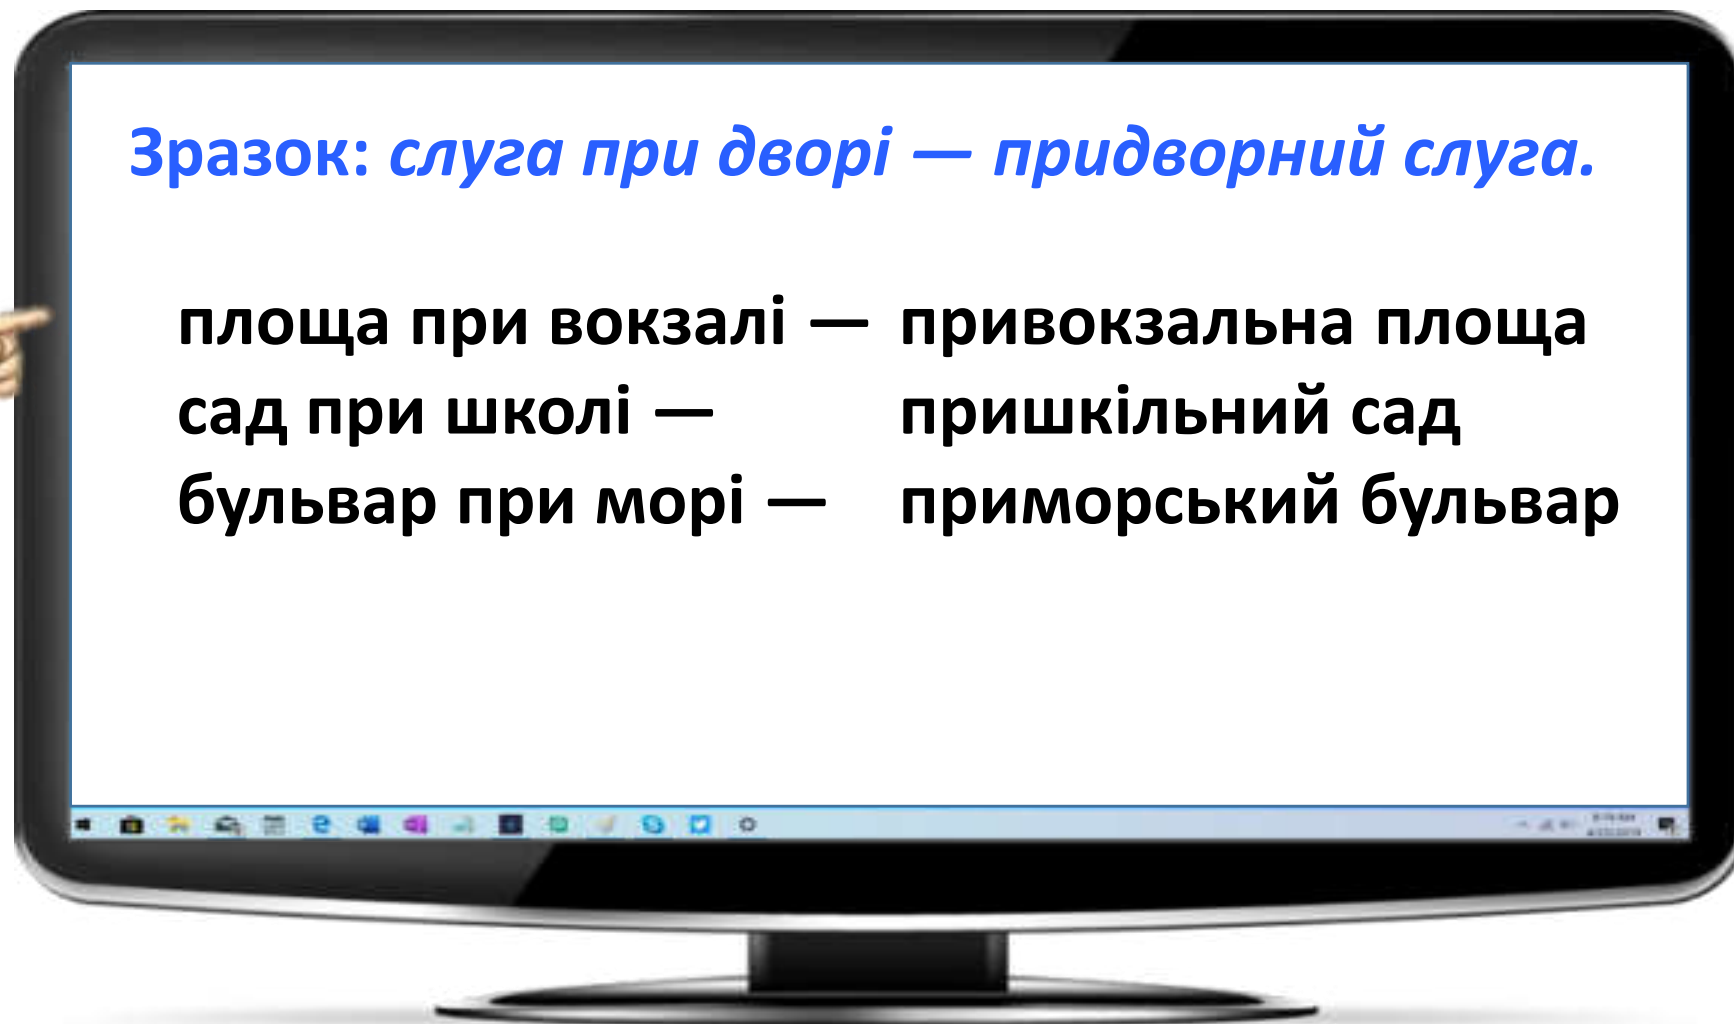 Зразок: слуга при дворі — придворний слуга.
площа при вокзалі — привокзальна площа
сад при школі — пришкільний сад
бульвар при морі — приморський бульвар